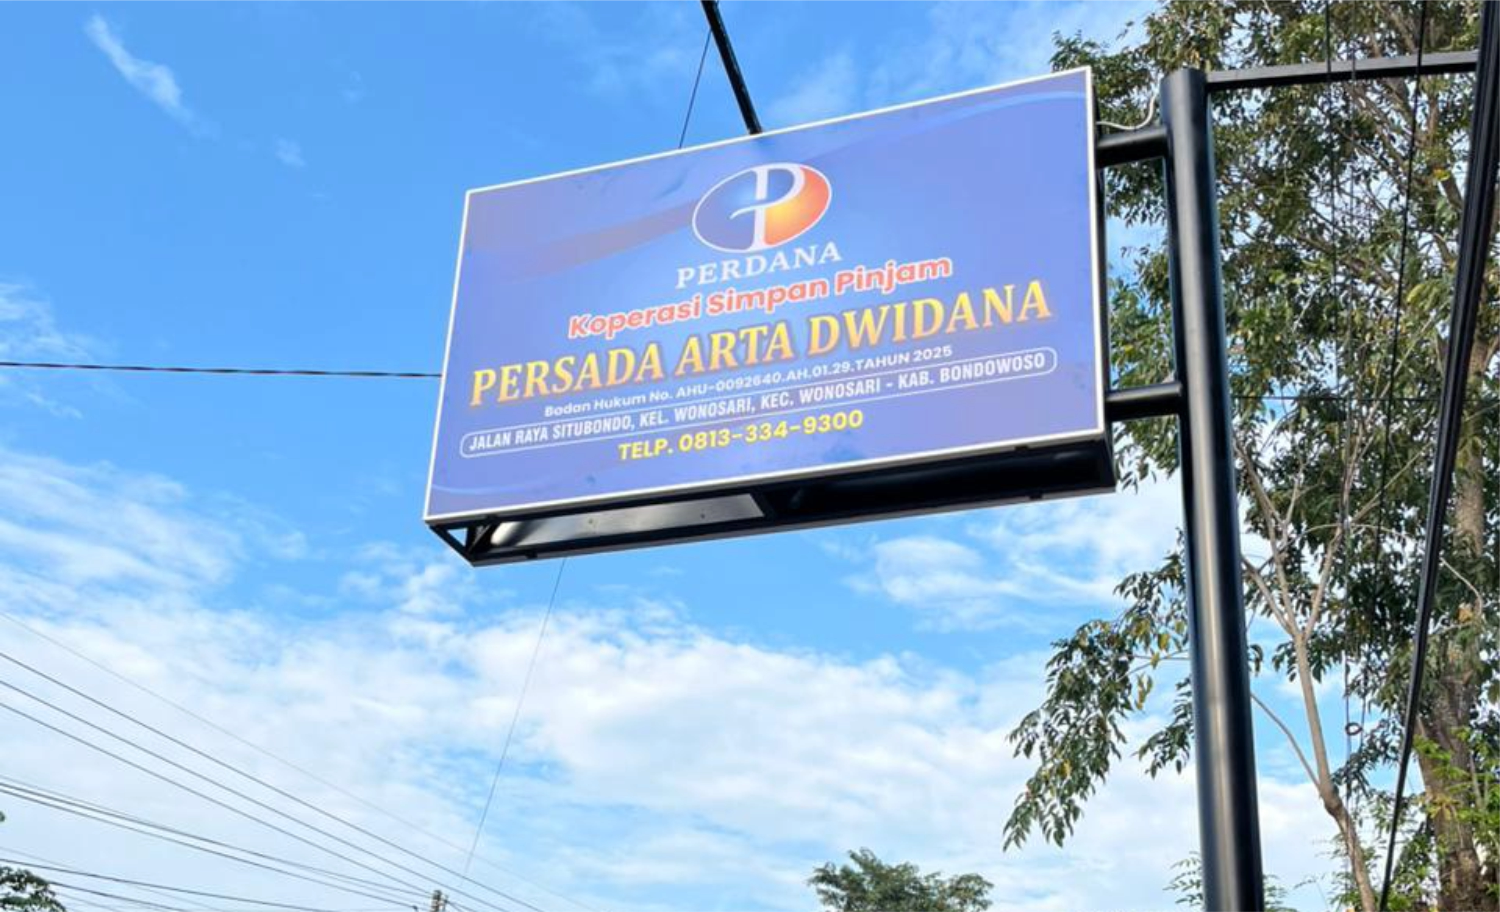 P
PERDANA
Koperasi Simpan Pinjam
PERSADA ARTA DWIDANA
Badan Hukum No. AHU-0092640.AH.01.29.TAHUN 2025
JALAN RAYA SITUBONDO, KEL. WONOSARI, KEC. WONOSARI - KAB. BONDOWOSO
TELP. 0813-334-9300